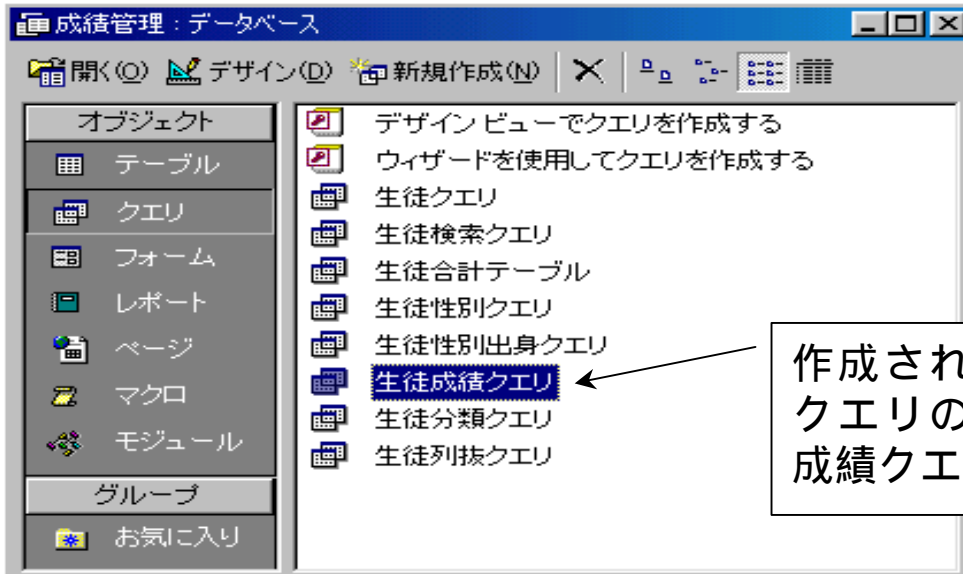 成績管理：データベース
開く(O) デザイン(D) 新規作成(N)
オブジェクト
テーブル
クエリ
フォーム
レポート
ページ
マクロ
モジュール
グループ
お気に入り
デザイン ビューでクエリを作成する
ウィザードを使用してクエリを作成する
生徒クエリ
生徒検索クエリ
生徒合計テーブル
生徒性別クエリ
生徒性別出身クエリ
生徒成績クエリ
生徒分類クエリ
生徒列抜クエリ
作成され
クエリの
成績クエ